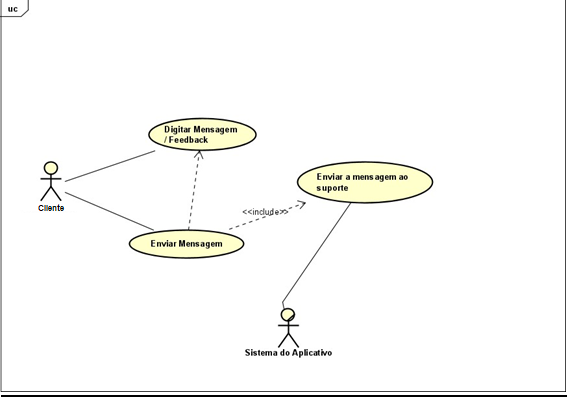 uc
Digitar Mensagem
/ Feedback
Enviar a mensagem ao
suporte
<<include>>
Cliente
Enviar Mensagem
Sistema do Aplicativo